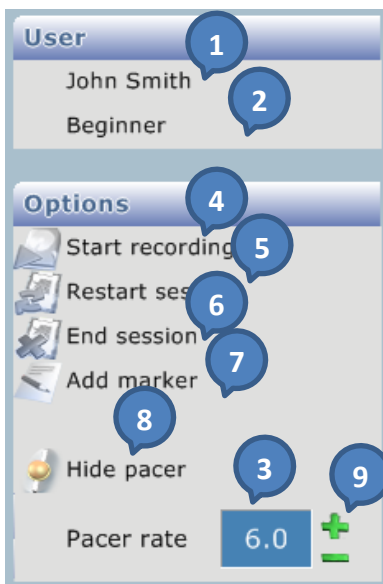 User
1
John Smith
2
Beginner
Options
4
Start recording
5
Restart ses
6
End session
7
Add marker
8
Hide pacer
3
9
Pacer rate 6.0